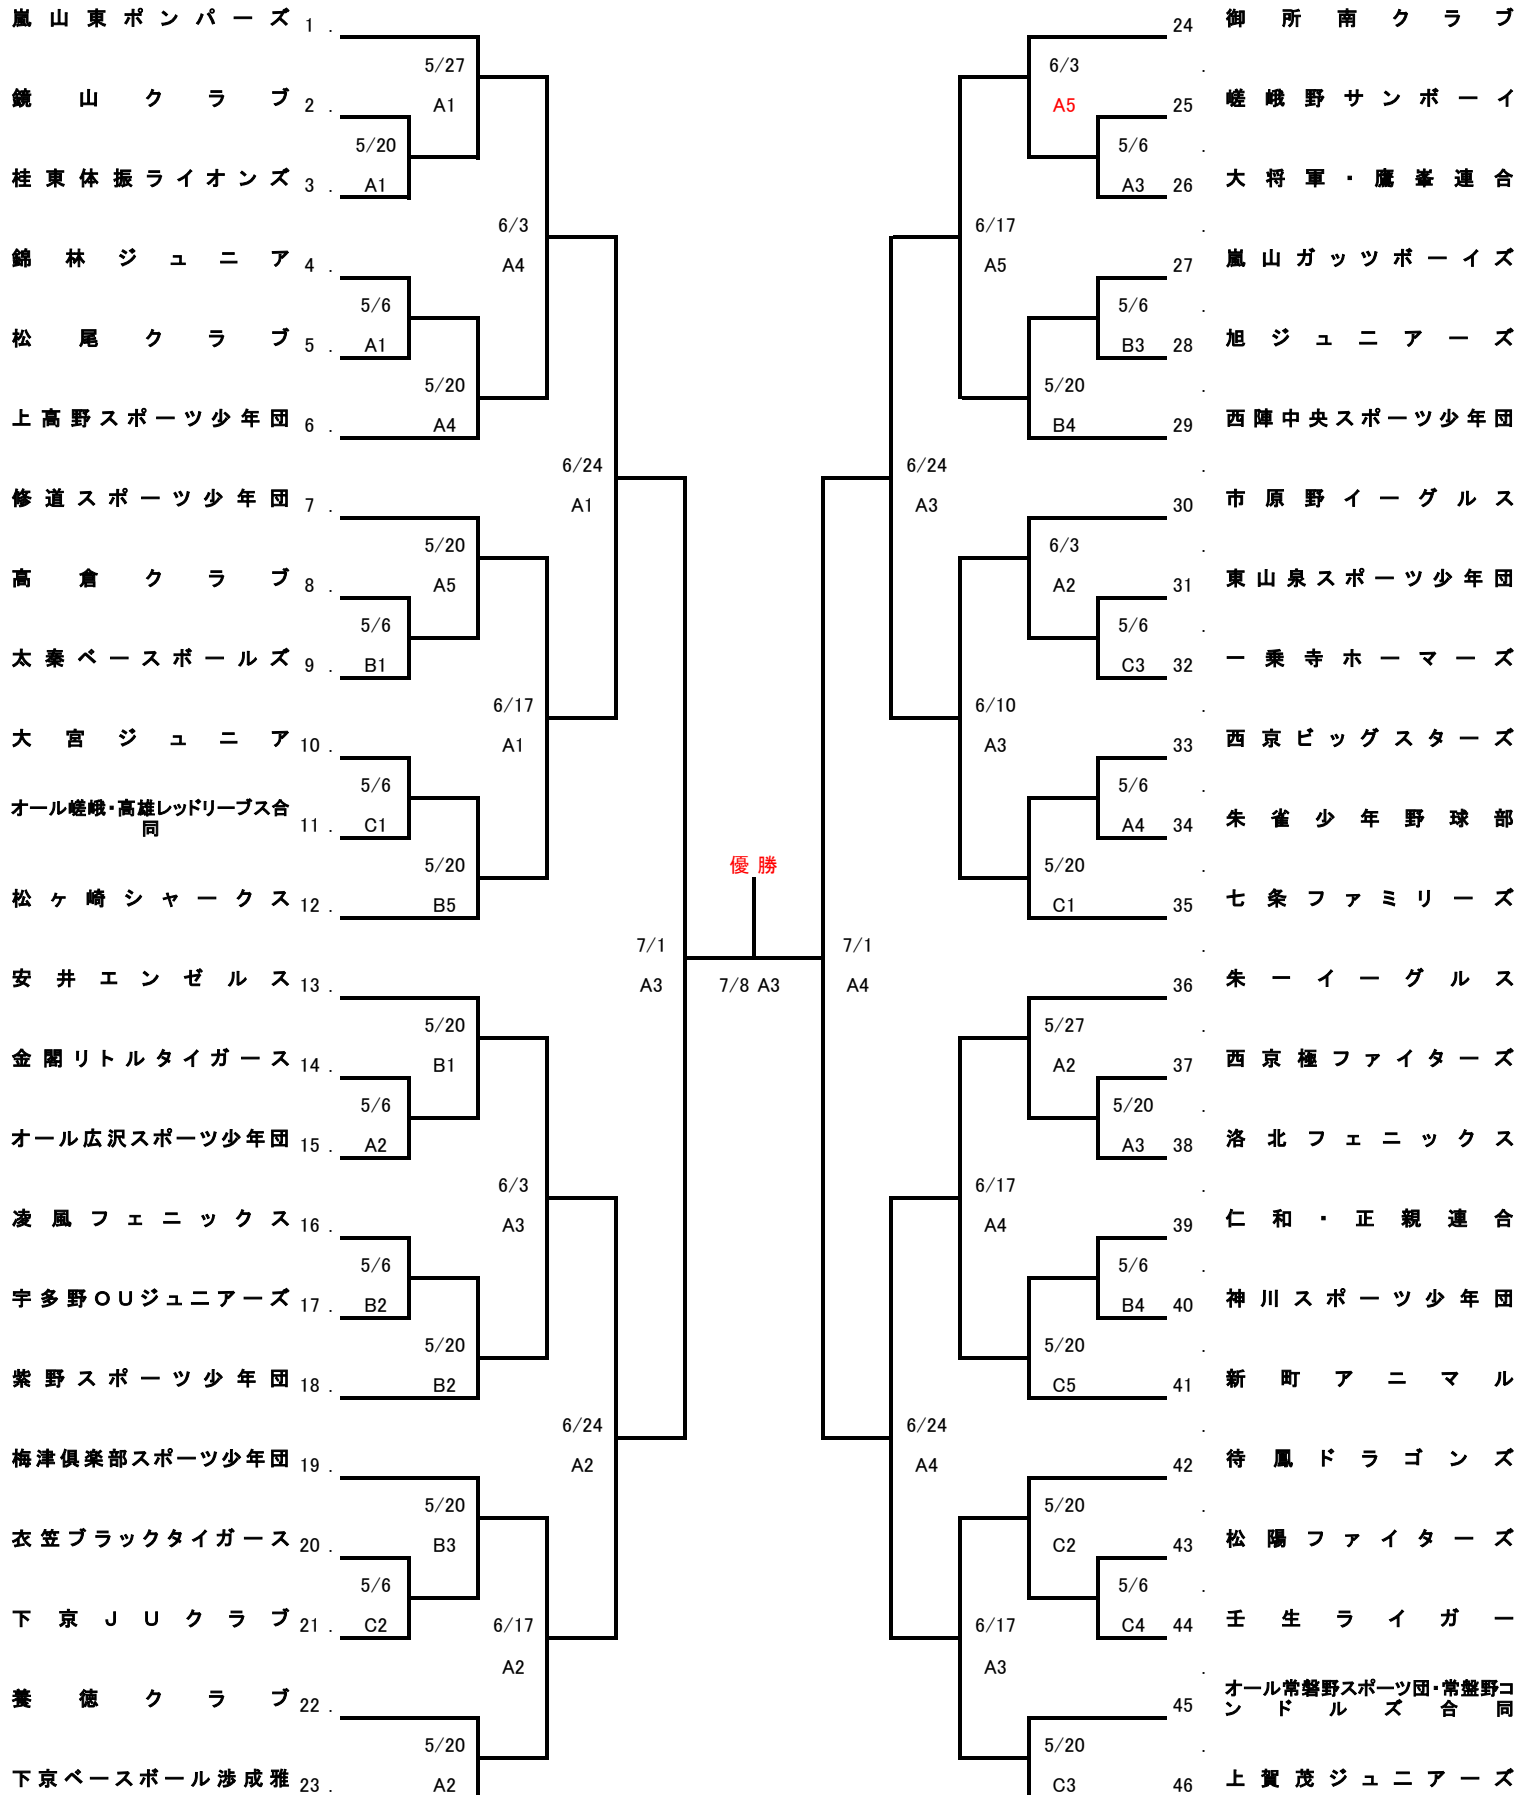 嵐山東ポンパーズ 1 .
5/27
鏡山クラブ 2 . A1
5/20
桂東体振ライオンズ 3 . A1
6/3
錦林ジュニア 4 . A4
5/6
松尾クラブ 5 . A1
5/20
上高野スポーツ少年団 6 . A4
6/24
修道スポーツ少年団 7 . A1
5/20
高倉クラブ 8 . A5
5/6
太秦ベースボールズ 9 . B1
6/17
大宮ジュニア 10 . A1
5/6
オール嵯峨・高雄レッドリーブス合
同
11 . C1
5/20
松ヶ崎シャークス 12 . B5
7/1
安井エンゼルス 13 . A3
5/20
金閣リトルタイガース 14 . B1
5/6
オール広沢スポーツ少年団 15 . A2
6/3
凌風フェニックス 16 . A3
5/6
宇多野OUジュニアーズ 17 . B2
5/20
紫野スポーツ少年団 18 . B2
6/24
梅津倶楽部スポーツ少年団 19 . A2
5/20
衣笠ブラックタイガース 20 . B3
5/6
下京JUクラブ 21 . C2
6/17
A2
養徳クラブ 22 .
5/20
下京ベースボール渉成雅 23 . A2
優勝
7/8 A3
24 御所南クラブ
6/3 .
A5 25 嵯峨野サンボーイ
5/6 .
A3 26 大将軍・鷹峯連合
6/17 .
A5 27 嵐山ガッツボーイズ
5/6 .
B3 28 旭ジュニアーズ
5/20 .
B4 29 西陣中央スポーツ少年団
6/24 .
A3 30 市原野イーグルス
6/3 .
A2 31 東山泉スポーツ少年団
5/6 .
C3 32 一乗寺ホーマーズ
6/10 .
A3 33 西京ビッグスターズ
5/6 .
A4 34 朱雀少年野球部
5/20 .
C1 35 七条ファミリーズ
7/1 .
A4 36 朱一イーグルス
5/27 .
A2 37 西京極ファイターズ
5/20 .
A3 38 洛北フェニックス
6/17 .
A4 39 仁和・正親連合
5/6 .
B4 40 神川スポーツ少年団
5/20 .
C5 41 新町アニマル
6/24 .
A4 42 待鳳ドラゴンズ
5/20 .
C2 43 松陽ファイターズ
5/6 .
C4 44 壬生ライガー
6/17 .
A3
45 オール常磐野スポーツ団・常盤野コ
ンドルズ合同
5/20 .
C3 46 上賀茂ジュニアーズ